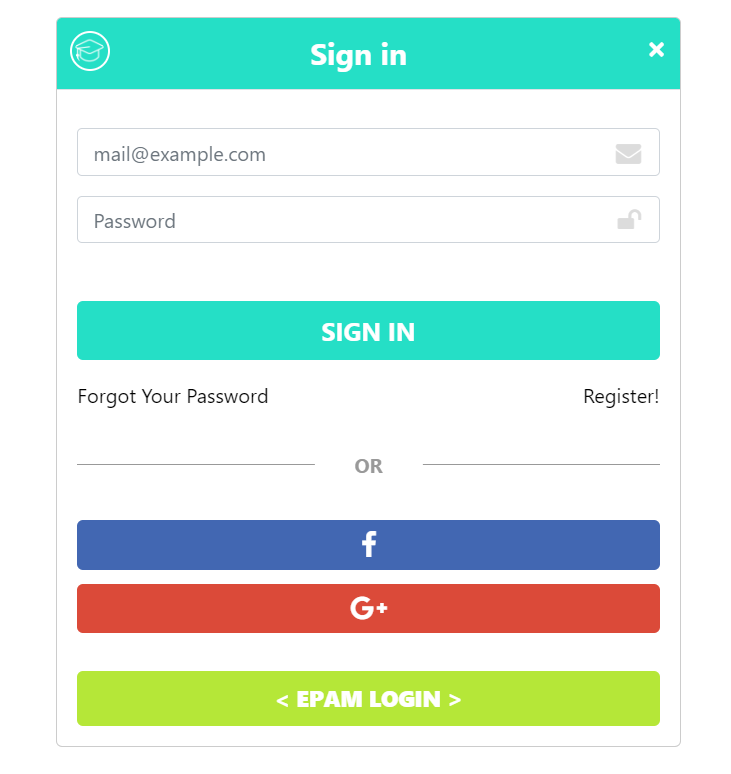 Sign in
mail@example.com
Password
SIGN IN
Forgot Your Password Register!
OR
f
G+
< EPAM LOGIN >